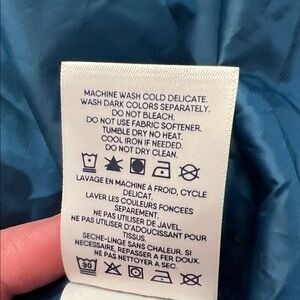 MACHINE WASH COLD DELICATE.
WASH DARK COLORS SEPARATELY.
DO NOT BLEACH.
DO NOT USE FABRIC SOFTENER.
TUMBLE DRY NO HEAT.
COOL IRON IF NEEDED.
DO NOT DRY CLEAN.
LAVAGE EN MACHINE À FROID, CYCLE
DELICAT.
LAVER LES COULEURS FONCEES
SEPAREMENT.
NE PAS UTILISER DE JAVEL.
NE PAS UTILISER D'ADOUCISSANT POUR
TISSUS.
SECHE-LINGE SANS CHALEUR. SI
NECESSAIRE, REPASSER A FER DOUX.
NE PAS NETTOYER A SEC.
30